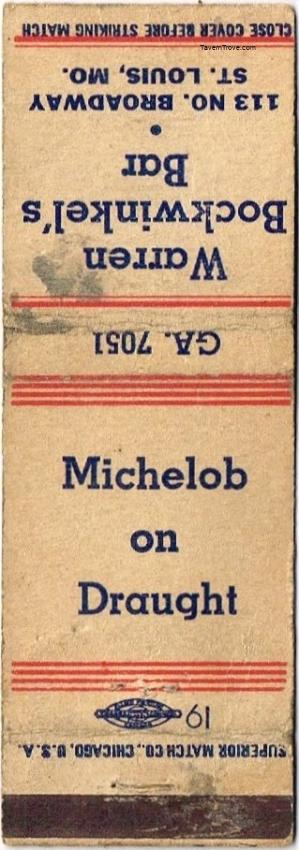 CLOSE COVER BEFORE STRIKING MATCH
TavernTrove.com
Warren
Bockwinkel's
Bar
•
113 NO. BROADWAY
ST. LOUIS, MO.
GA. 7051
Michelob
on
Draught
19
SUPERIOR MATCH CO., CHICAGO, U.S.A.